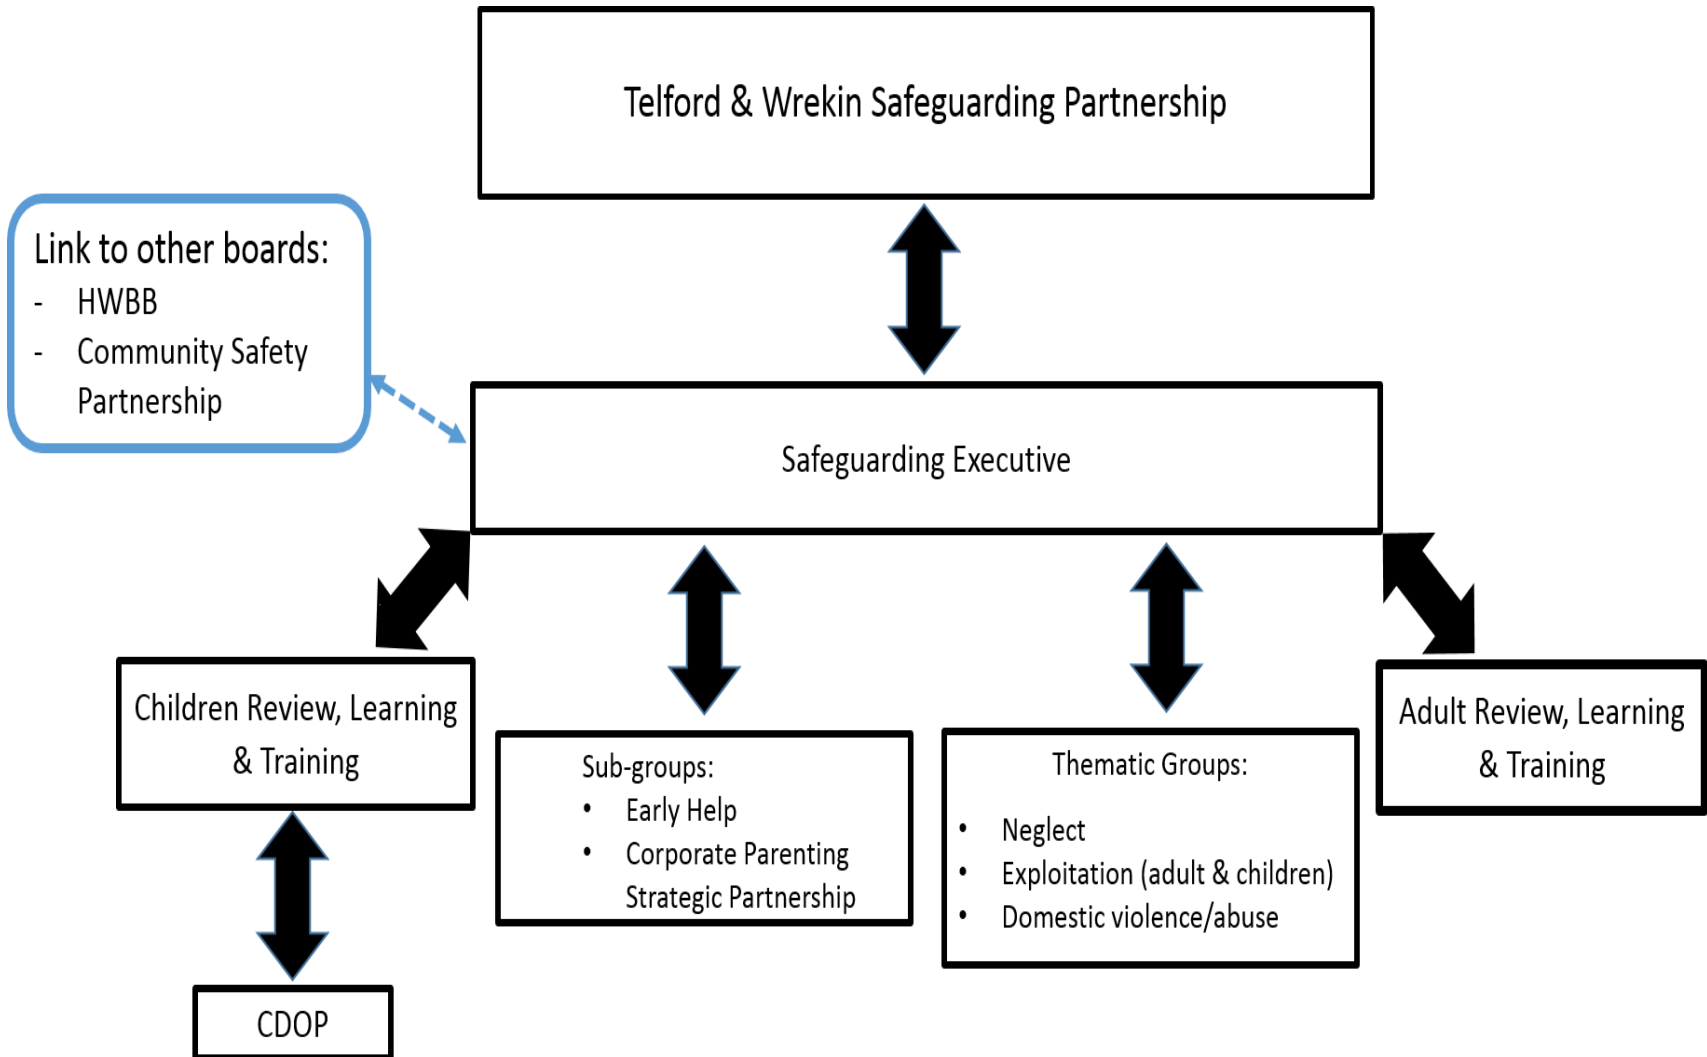 Telford & Wrekin Safeguarding Partnership
Link to other boards:
- HWBB
- Community Safety
Partnership
Safeguarding Executive
Children Review, Learning
& Training
Sub-groups:
• Early Help
• Corporate Parenting
Strategic Partnership
Thematic Groups:
• Neglect
• Exploitation (adult & children)
• Domestic violence/abuse
Adult Review, Learning
& Training
CDOP